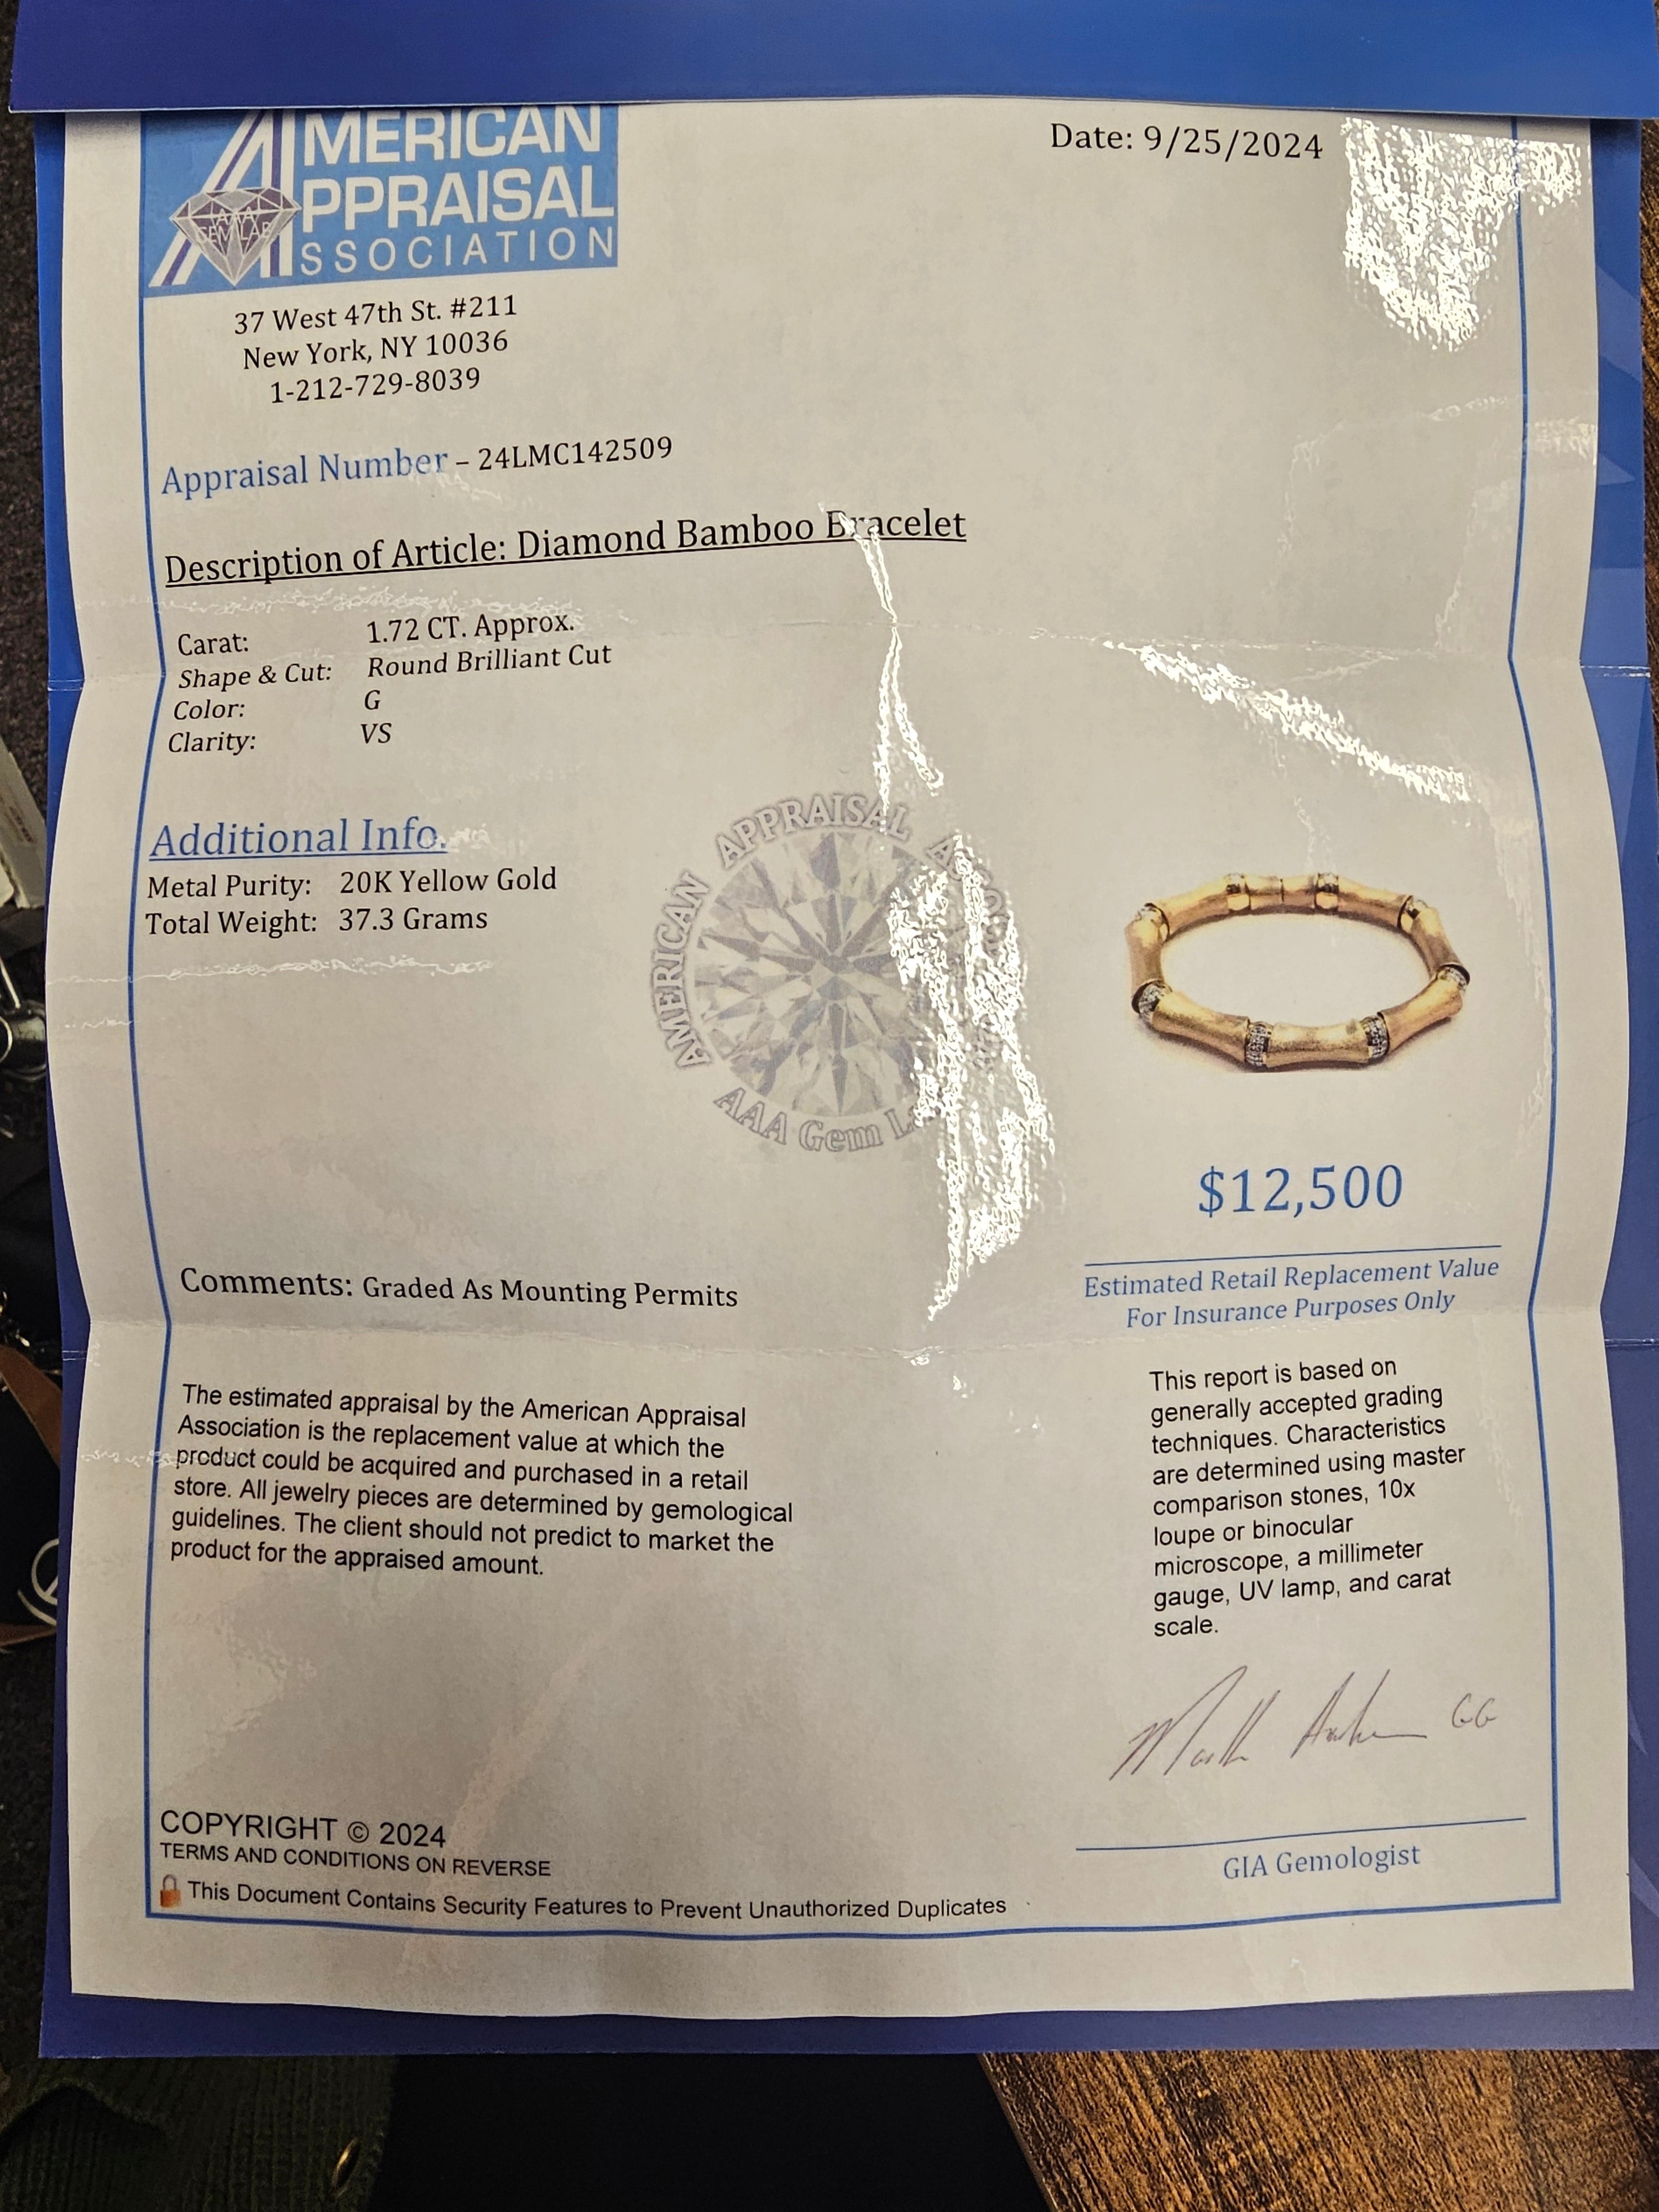 AMERICAN
APPRAISAL
ASSOCIATION
AAA
GEM LAB
Date: 9/25/2024
37 West 47th St. #211
New York, NY 10036
1-212-729-8039
Appraisal Number – 24LMC142509
Description of Article: Diamond Bamboo Bracelet
Carat: 1.72 CT. Approx.
Shape & Cut: Round Brilliant Cut
Color: G
Clarity: VS
Additional Info.
Metal Purity: 20K Yellow Gold
Total Weight: 37.3 Grams
AMERICAN APPRAISAL
AAA Gem
$12,500
Estimated Retail Replacement Value
For Insurance Purposes Only
Comments: Graded As Mounting Permits
The estimated appraisal by the American Appraisal
Association is the replacement value at which the
product could be acquired and purchased in a retail
store. All jewelry pieces are determined by gemological
guidelines. The client should not predict to market the
product for the appraised amount.
This report is based on
generally accepted grading
techniques. Characteristics
are determined using master
comparison stones, 10x
loupe or binocular
microscope, a millimeter
gauge, UV lamp, and carat
scale.
GG
GIA Gemologist
COPYRIGHT © 2024
TERMS AND CONDITIONS ON REVERSE
This Document Contains Security Features to Prevent Unauthorized Duplicates